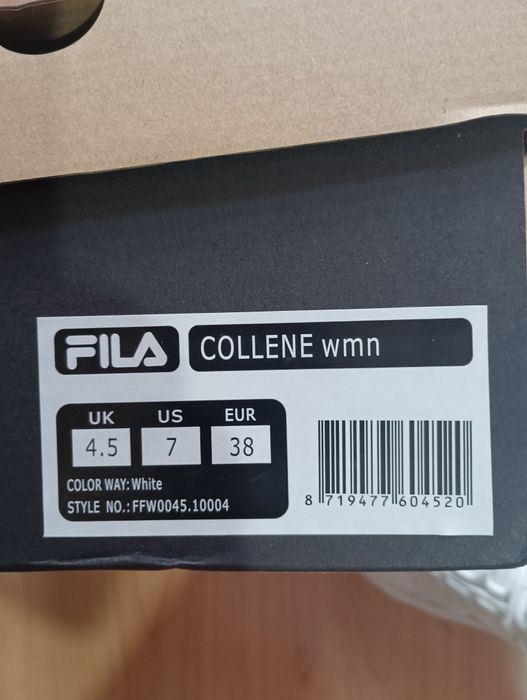 FILA COLLENE wmn
UK US EUR
4.5 7 38
COLOR WAY: White
STYLE NO.: FFW0045.10004
8 719477 604520